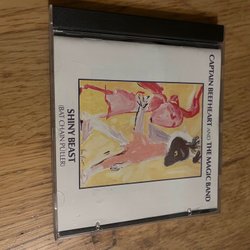 CAPTAIN BEEFHEART AND THE MAGIC BAND
SHINY BEAST
(BAT CHAIN PULLER)